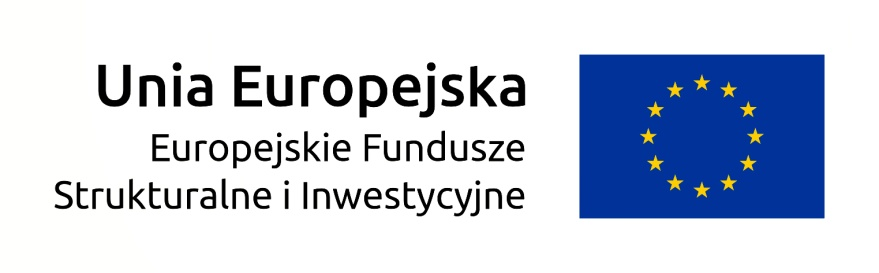 Unia Europejska
Europejskie Fundusze
Strukturalne i Inwestycyjne